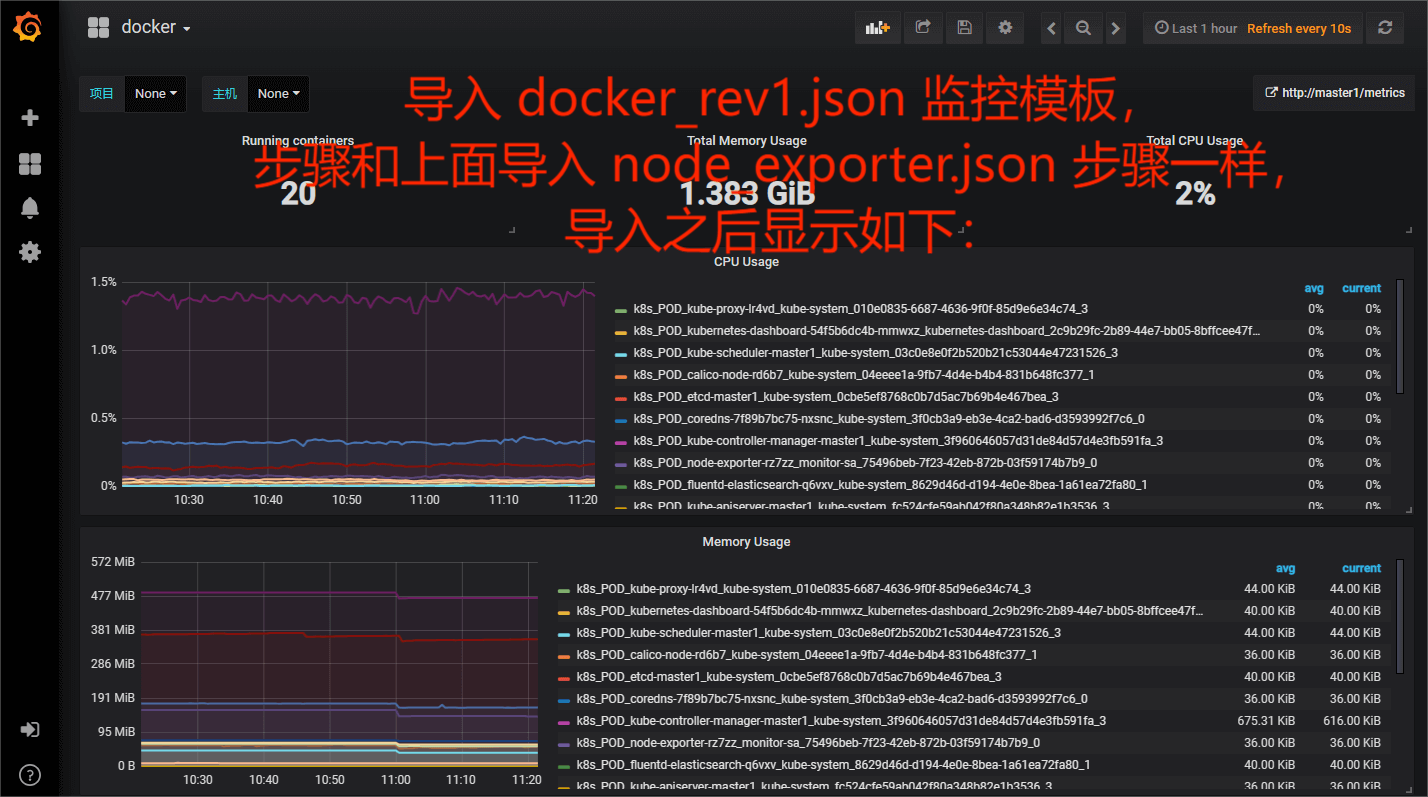 docker
Last 1 hour Refresh every 10s
项目 None 主机 None
http://master1/metrics
导入 docker_rev1.json 监控模板，
Running containers Total Memory Usage Total CPU Usage
步骤和上面导入 node_exporter.json 步骤一样，
20 1.383 GiB 2%
导入之后显示如下：
CPU Usage
1.5%
1.0%
0.5%
0%
10:30 10:40 10:50 11:00 11:10 11:20
avg current
k8s_POD_kube-proxy-lr4vd_kube-system_010e0835-6687-4636-9f0f-85d9e6e34c74_3 0% 0%
k8s_POD_kubernetes-dashboard-54f5b6dc4b-mmwxz_kubernetes-dashboard_2c9b29fc-2b89-44e7-bb05-8bffcee47f... 0% 0%
k8s_POD_kube-scheduler-master1_kube-system_03c0e8e0f2b520b21c53044e47231526_3 0% 0%
k8s_POD_calico-node-rd6b7_kube-system_04eeee1a-9fb7-4d4e-b4b4-831b648fc377_1 0% 0%
k8s_POD_etcd-master1_kube-system_0cbe5ef8768c0b7d5ac7b69b4e467bea_3 0% 0%
k8s_POD_coredns-7f89b7bc75-nxsnc_kube-system_3f0cb3a9-eb3e-4ca2-bad6-d3593992f7c6_0 0% 0%
k8s_POD_kube-controller-manager-master1_kube-system_3f960646057d31de84d57d4e3fb591fa_3 0% 0%
k8s_POD_node-exporter-rz7zz_monitor-sa_75496beb-7f23-42eb-872b-03f59174b7b9_0 0% 0%
k8s_POD_fluentd-elasticsearch-q6vxv_kube-system_8629d46d-d194-4e0e-8bea-1a61ea72fa80_1 0% 0%
k8s_POD_kube-apiserver-master1_kube-system_fc524cfe59ab042f80a348b82e1b3536_3 0% 0%
Memory Usage
572 MiB
477 MiB
381 MiB
286 MiB
191 MiB
95 MiB
0 B
10:30 10:40 10:50 11:00 11:10 11:20
avg current
k8s_POD_kube-proxy-lr4vd_kube-system_010e0835-6687-4636-9f0f-85d9e6e34c74_3 44.00 KiB 44.00 KiB
k8s_POD_kubernetes-dashboard-54f5b6dc4b-mmwxz_kubernetes-dashboard_2c9b29fc-2b89-44e7-bb05-8bffcee47f... 40.00 KiB 40.00 KiB
k8s_POD_kube-scheduler-master1_kube-system_03c0e8e0f2b520b21c53044e47231526_3 44.00 KiB 44.00 KiB
k8s_POD_calico-node-rd6b7_kube-system_04eeee1a-9fb7-4d4e-b4b4-831b648fc377_1 36.00 KiB 36.00 KiB
k8s_POD_etcd-master1_kube-system_0cbe5ef8768c0b7d5ac7b69b4e467bea_3 40.00 KiB 40.00 KiB
k8s_POD_coredns-7f89b7bc75-nxsnc_kube-system_3f0cb3a9-eb3e-4ca2-bad6-d3593992f7c6_0 36.00 KiB 36.00 KiB
k8s_POD_kube-controller-manager-master1_kube-system_3f960646057d31de84d57d4e3fb591fa_3 675.31 KiB 616.00 KiB
k8s_POD_node-exporter-rz7zz_monitor-sa_75496beb-7f23-42eb-872b-03f59174b7b9_0 36.00 KiB 36.00 KiB
k8s_POD_fluentd-elasticsearch-q6vxv_kube-system_8629d46d-d194-4e0e-8bea-1a61ea72fa80_1 40.00 KiB 40.00 KiB
k8s_POD_kube-apiserver-master1_kube-system_fc524cfe59ab042f80a348b82e1b3536_3 36.00 KiB 36.00 KiB